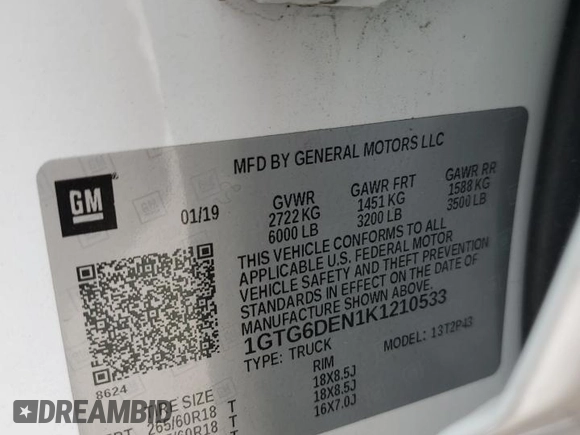 MFD BY GENERAL MOTORS LLC
GM
01/19
GVWR
2722 KG
6000 LB
GAWR FRT
1451 KG
3200 LB
GAWR RR
1588 KG
3500 LB
THIS VEHICLE CONFORMS TO ALL
APPLICABLE U.S. FEDERAL MOTOR
VEHICLE SAFETY AND THEFT PREVENTION
STANDARDS IN EFFECT ON THE DATE OF
MANUFACTURE SHOWN ABOVE.
1GTG6DEN1K1210533
TYPE: TRUCK
MODEL: 13T2P43
8624
SIZE
RIM
265/60R18 T
18X8.5J
T
18X8.5J
16X7.0J
DREAMBID